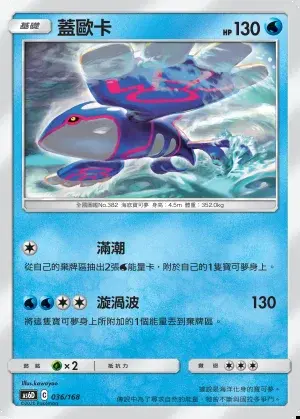 基礎 蓋歐卡 HP 130
全國圖鑑No.382 海底寶可夢 身高：4.5m 體重：352.0kg
滿潮
從自己的棄牌區抽出2張能量卡，附於自己的1隻寶可夢身上。
漩渦波 130
將這隻寶可夢身上所附加的1個能量丟到棄牌區。
弱點 ×2 抵抗力 撤退
Illus.kawayoo
AS6D C 036/168
傳說是海洋化身的寶可夢。